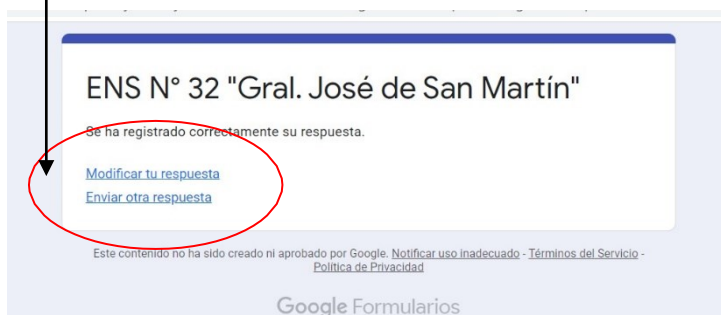 ENS N° 32 "Gral. José de San Martín"
Se ha registrado correctamente su respuesta.
Modificar tu respuesta
Enviar otra respuesta
Este contenido no ha sido creado ni aprobado por Google. Notificar uso inadecuado - Términos del Servicio -
Política de Privacidad
Google Formularios